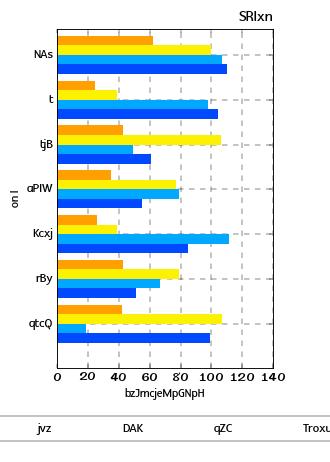 SRIxn
NAs
t
tjB
aPIW
Kcxj
rBy
qtcQ
on I
0 20 40 60 80 100 120 140
bzJmcjeMpGNpH
jvz DAK qZC Troxu